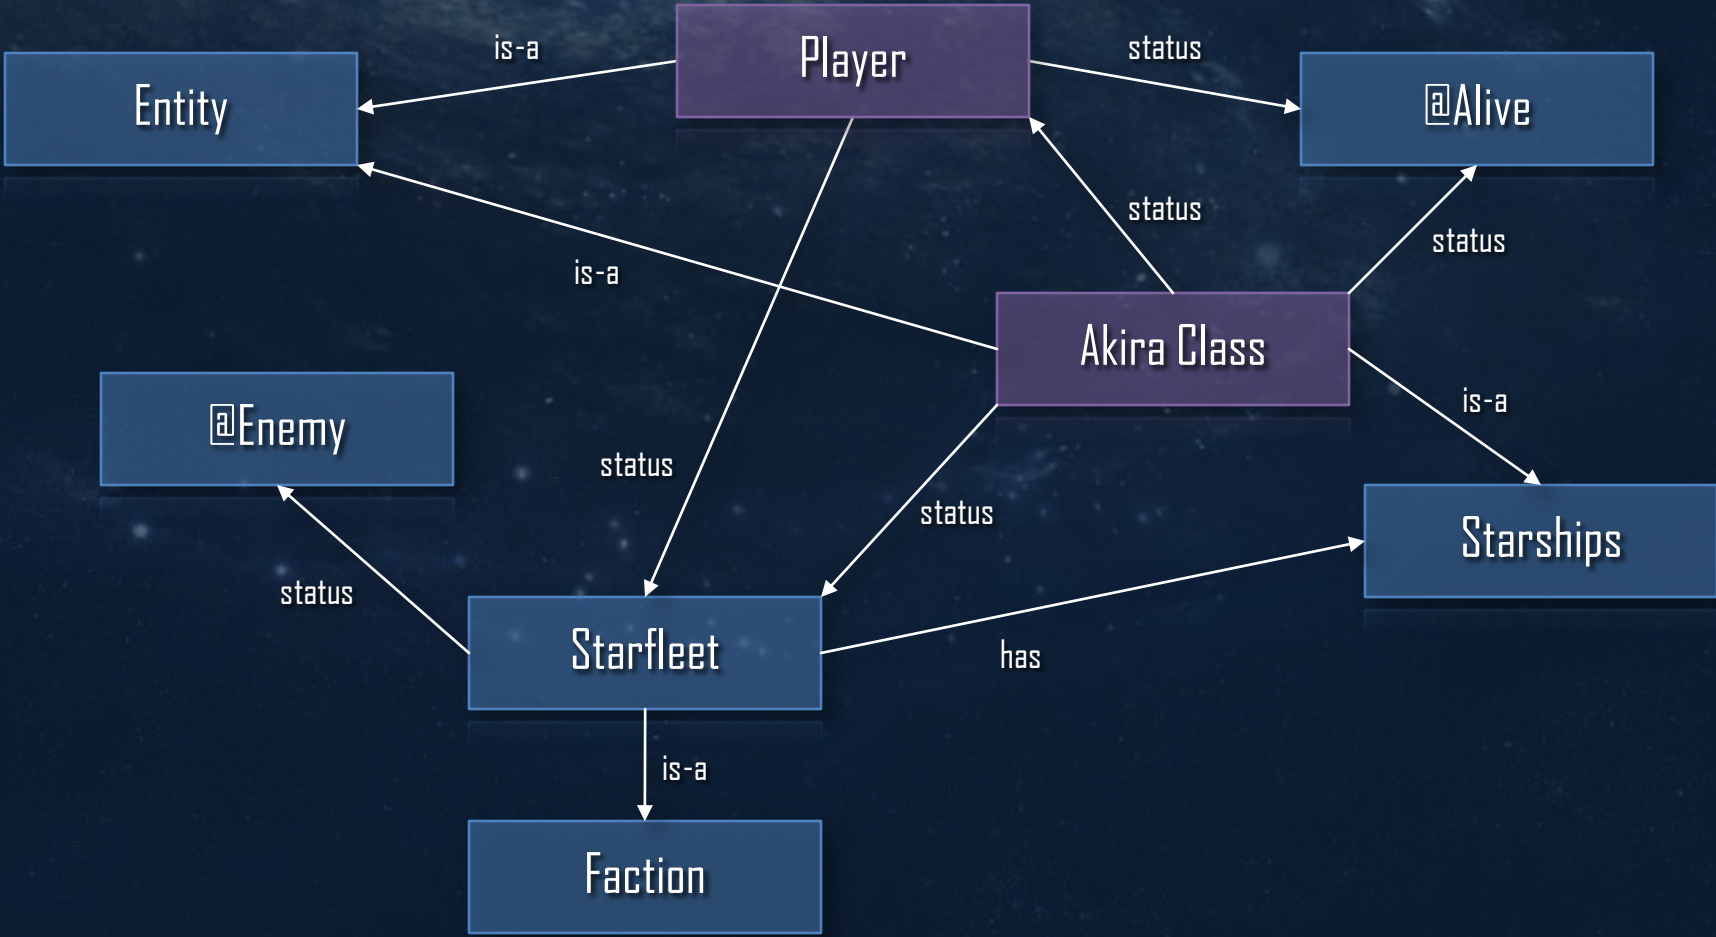 Player
is-a
status
Entity
@Alive
status
status
is-a
Akira Class
is-a
@Enemy
status
status
Starships
status
Starfleet
has
is-a
Faction